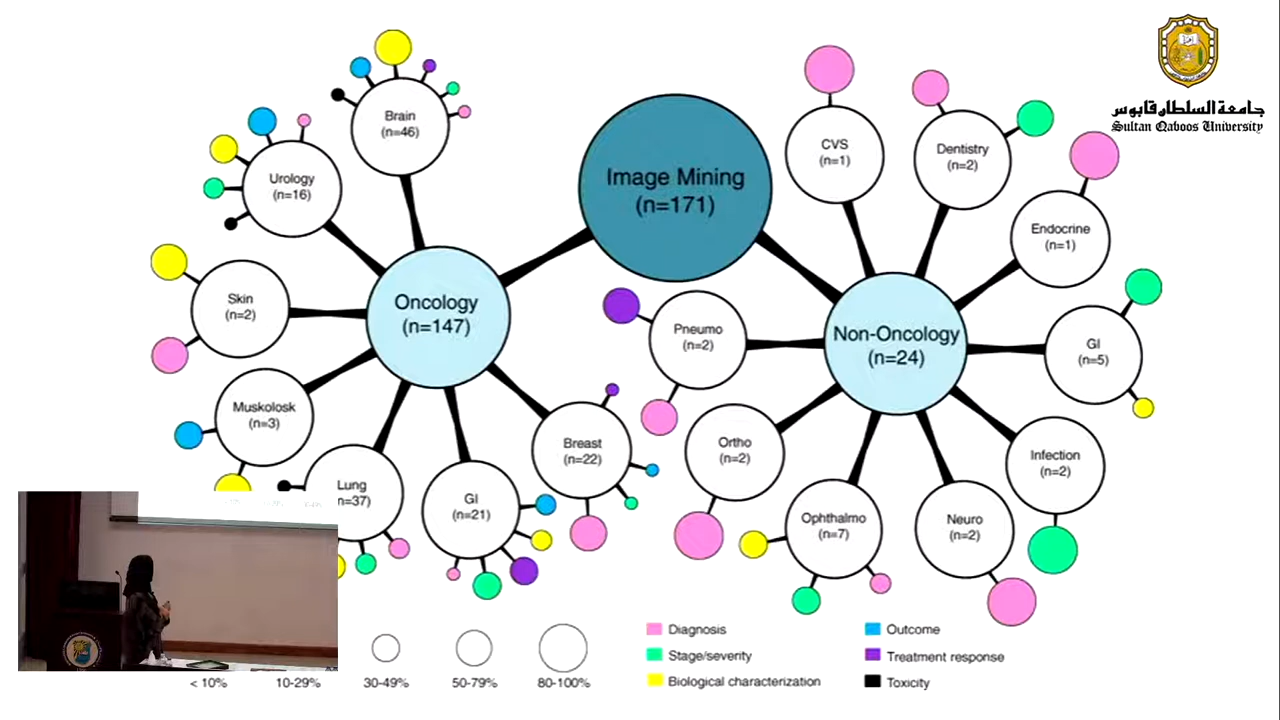 جامعة السلطان قابوس
Sultan Qaboos University
Image Mining
(n=171)
Oncology
(n=147)
Brain
(n=46)
Urology
(n=16)
Skin
(n=2)
Muskolosk
(n=3)
Lung
n=37)
GI
(n=21)
Breast
(n=22)
Non-Oncology
(n=24)
CVS
(n=1)
Dentistry
(n=2)
Endocrine
(n=1)
GI
(n=5)
Infection
(n=2)
Neuro
(n=2)
Ophthalmo
(n=7)
Ortho
(n=2)
Pneumo
(n=2)
< 10%
10-29%
30-49%
50-79%
80-100%
Diagnosis
Stage/severity
Biological characterization
Outcome
Treatment response
Toxicity